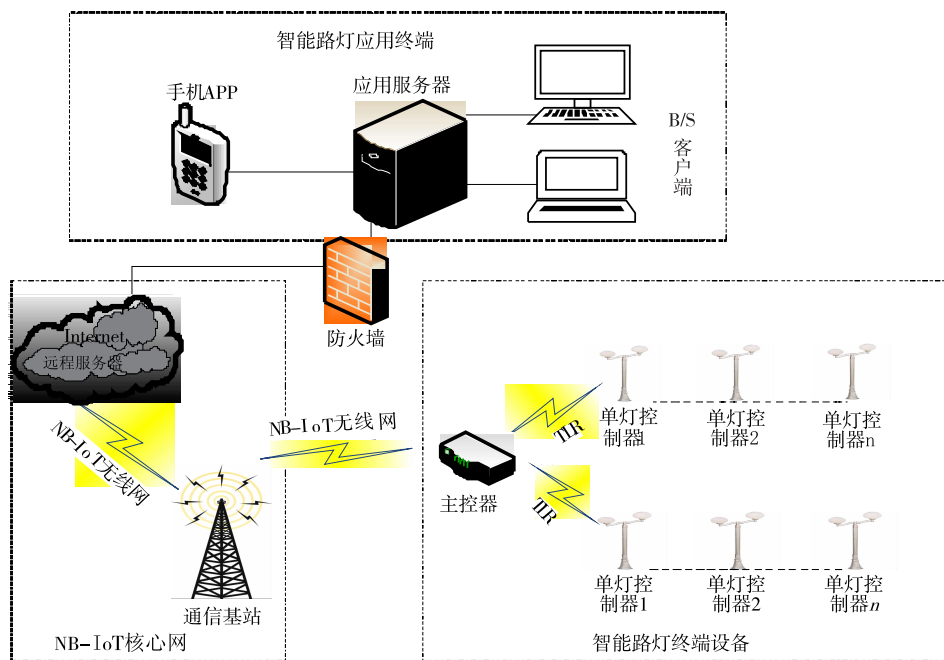 智能路灯应用终端
手机APP
应用服务器
B/S
客
户
端
防火墙
Internet
远程服务器
NB-IoT无线网
NB-IoT无线网
通信基站
NB-IoT核心网
主控器
TLR
TLR
单灯控
制器1
单灯控
制器2
单灯控
制器n
单灯控
制器1
单灯控
制器2
单灯控
制器n
智能路灯终端设备